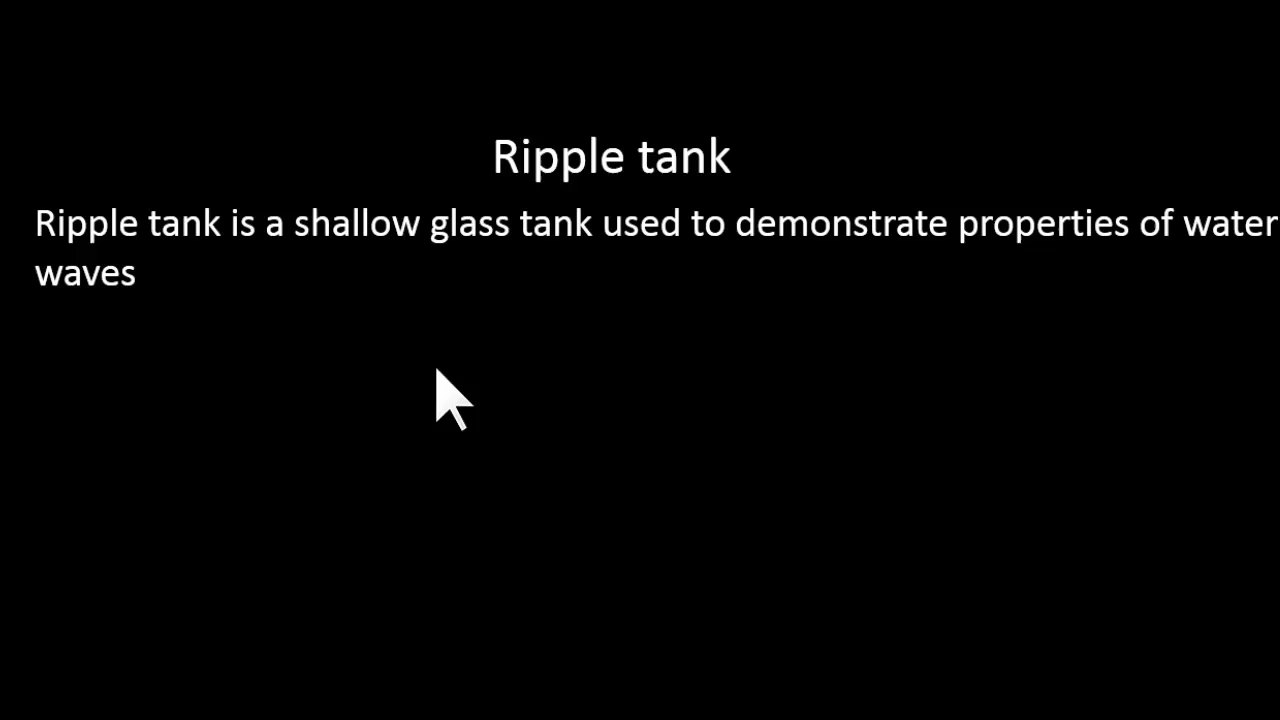 Ripple tank
Ripple tank is a shallow glass tank used to demonstrate properties of water
waves